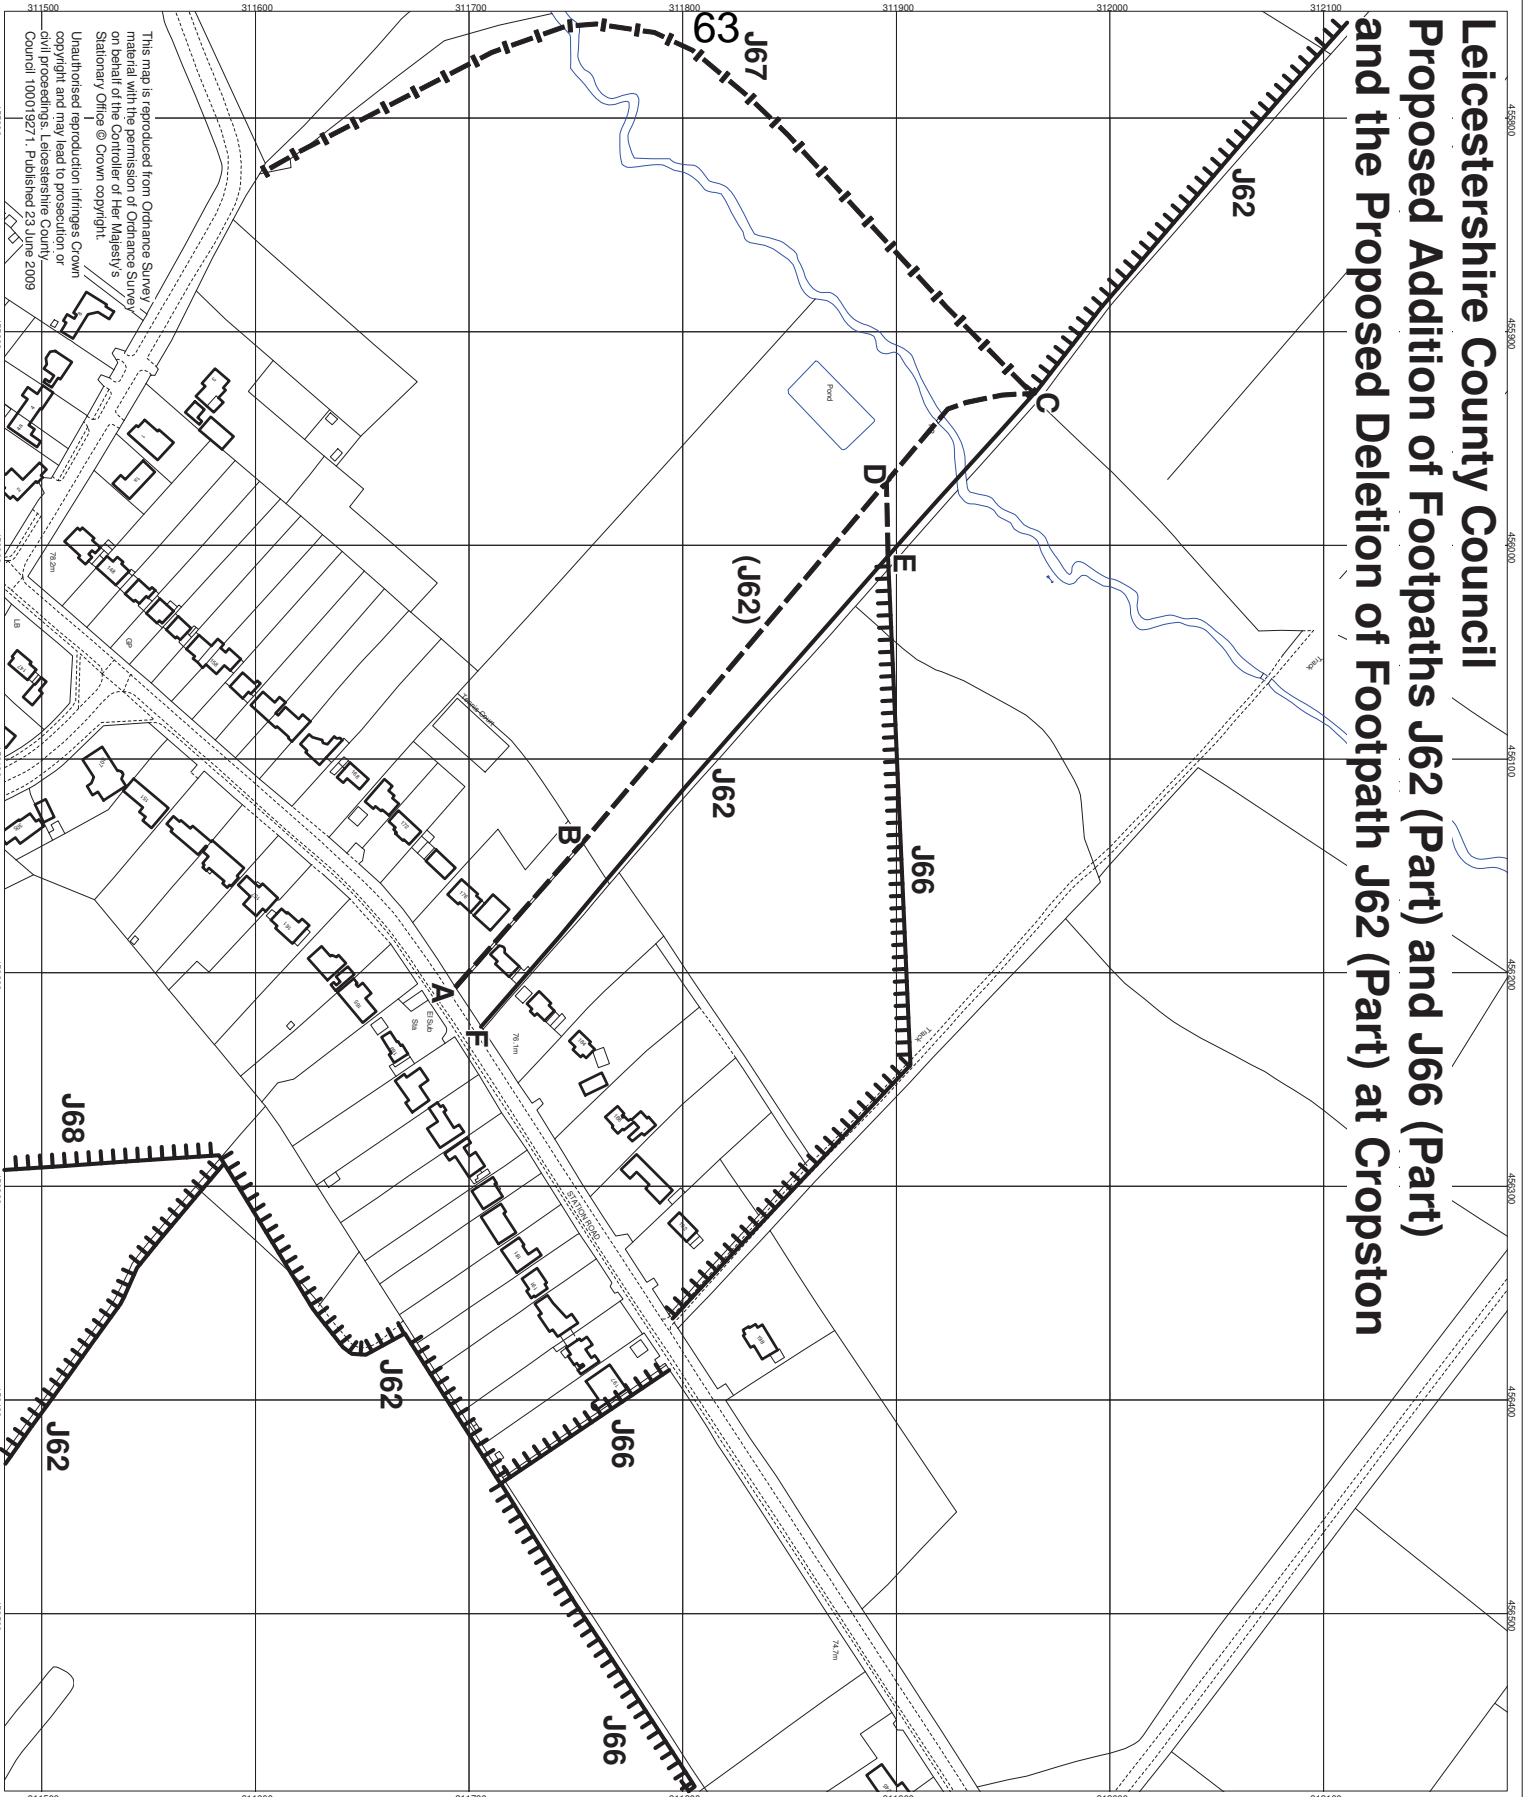 Leicestershire County Council
Proposed Addition of Footpaths J62 (Part) and J66 (Part)
and the Proposed Deletion of Footpath J62 (Part) at Cropston
63
J67
J62
C
D
E
(J62)
J62
J66
B
A
F
J68
J62
J62
J66
J66
Pond
Track
Track
Tennis Court
El Sub
Sta
STATION ROAD
76.1m
78.2m
74.7m
LB
GP
311500
311600
311700
311800
311900
312000
312100
455800
455900
456000
456100
456200
456300
456400
456500
This map is reproduced from Ordnance Survey
material with the permission of Ordnance Survey
on behalf of the Controller of Her Majesty's
Stationary Office © Crown copyright.
Unauthorised reproduction infringes Crown
copyright and may lead to prosecution or
civil proceedings. Leicestershire County
Council 100019271. Published 23 June 2009